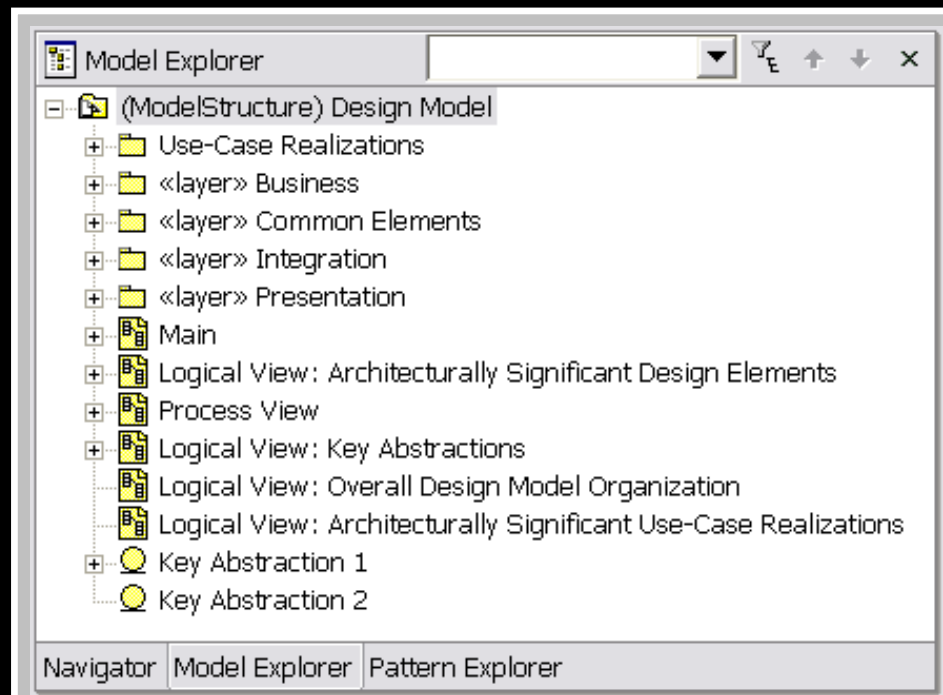 Model Explorer
(ModelStructure) Design Model
Use-Case Realizations
«layer» Business
«layer» Common Elements
«layer» Integration
«layer» Presentation
Main
Logical View: Architecturally Significant Design Elements
Process View
Logical View: Key Abstractions
Logical View: Overall Design Model Organization
Logical View: Architecturally Significant Use-Case Realizations
Key Abstraction 1
Key Abstraction 2
Navigator Model Explorer Pattern Explorer